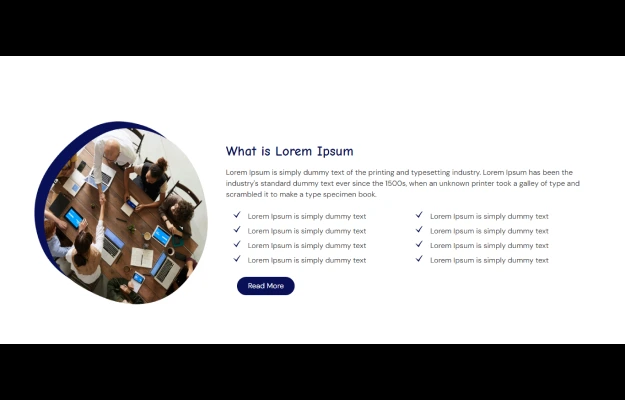 What is Lorem Ipsum
Lorem Ipsum is simply dummy text of the printing and typesetting industry. Lorem Ipsum has been the
industry's standard dummy text ever since the 1500s, when an unknown printer took a galley of type and
scrambled it to make a type specimen book.
Lorem Ipsum is simply dummy text
Lorem Ipsum is simply dummy text
Lorem Ipsum is simply dummy text
Lorem Ipsum is simply dummy text
Lorem Ipsum is simply dummy text
Lorem Ipsum is simply dummy text
Lorem Ipsum is simply dummy text
Lorem Ipsum is simply dummy text
Read More